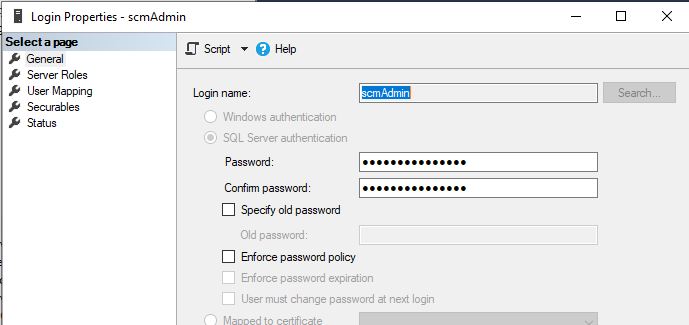 Login Properties - scmAdmin
Select a page
General
Server Roles
User Mapping
Securables
Status
Script
Help
Login name:
scmAdmin
Search...
Windows authentication
SQL Server authentication
Password:
●●●●●●●●●●●●●●●
Confirm password:
●●●●●●●●●●●●●●●
Specify old password
Old password:
Enforce password policy
Enforce password expiration
User must change password at next login
Mapped to certificate